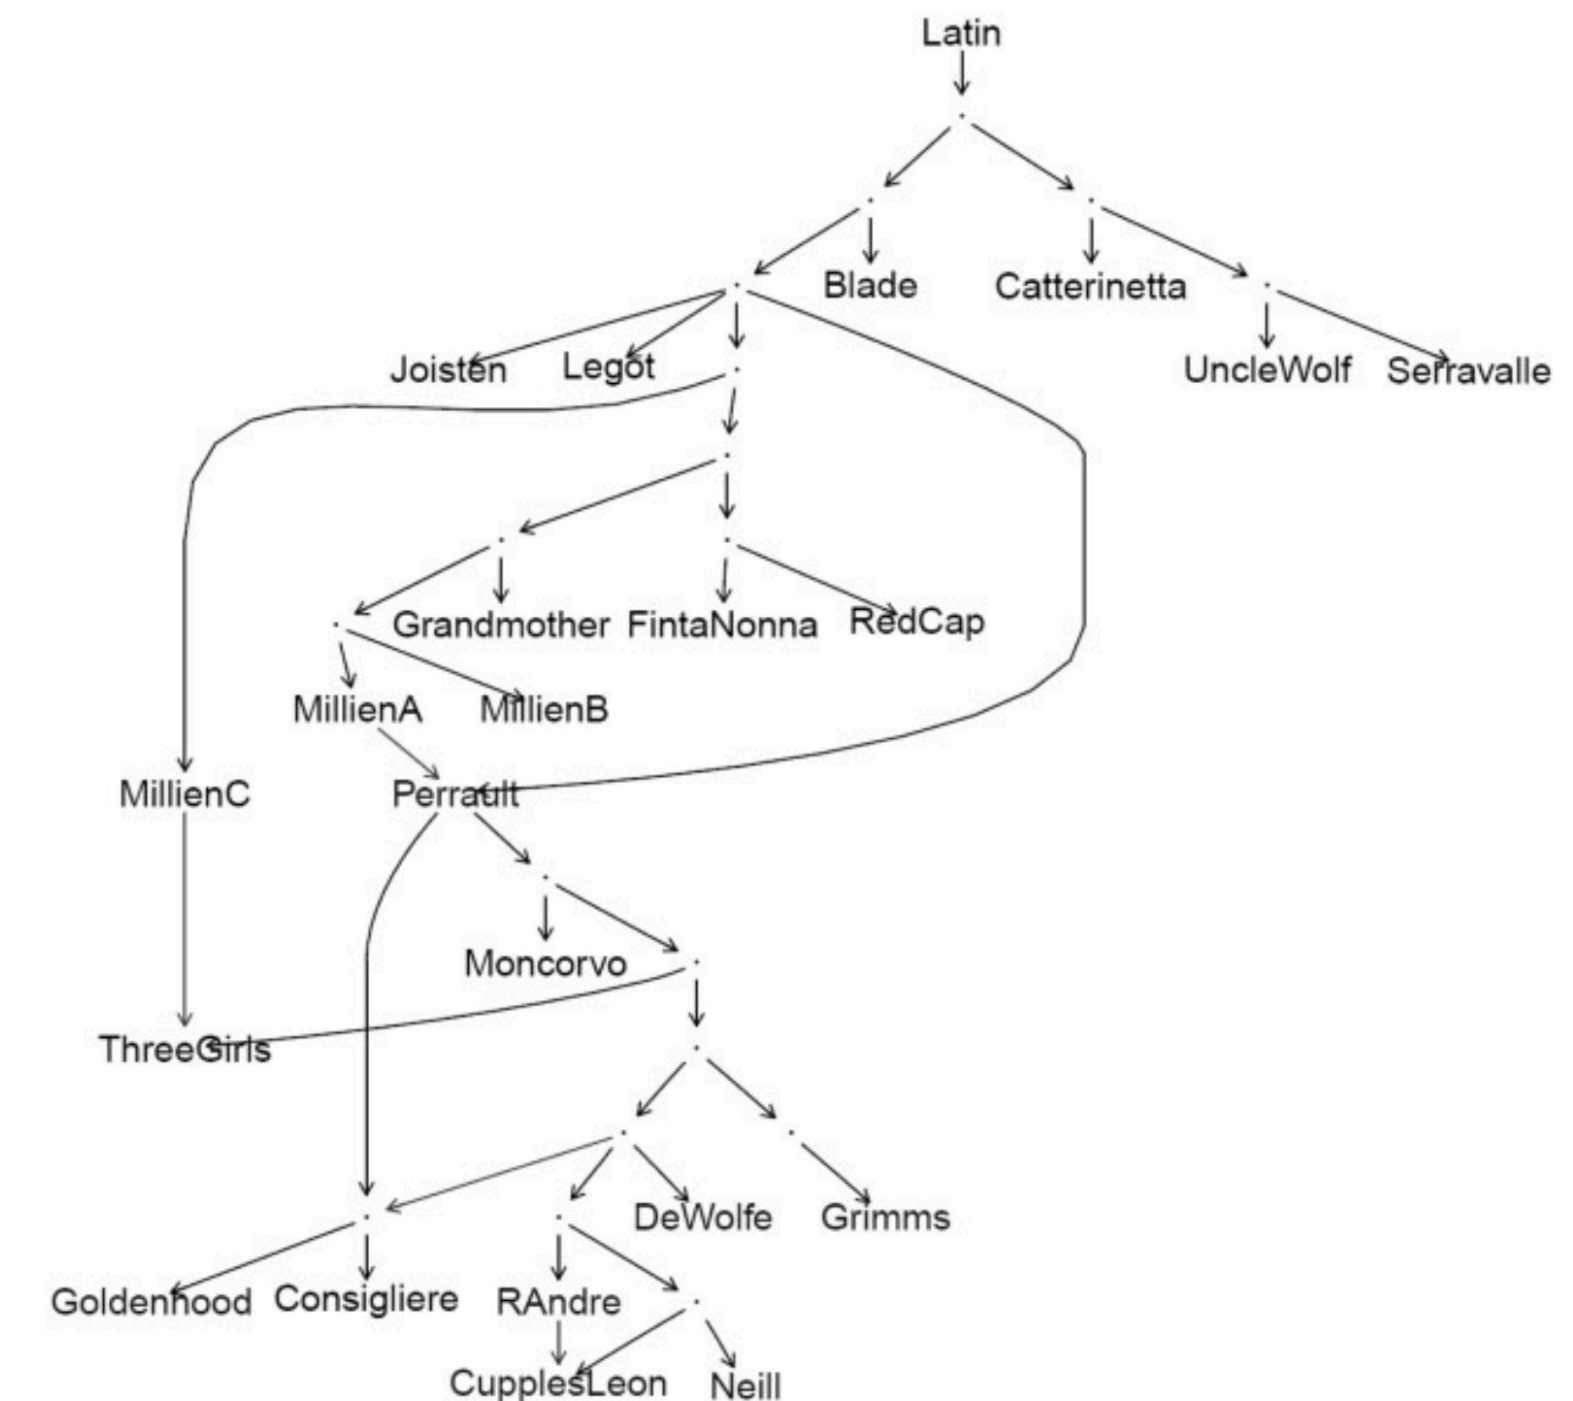 Latin
Blade
Catterinetta
Joisten
Legot
UncleWolf
Serravalle
Grandmother
FintaNonna
RedCap
MillienA
MillienB
MillienC
Perrault
Moncorvo
ThreeGirls
DeWolfe
Grimms
Goldenhood
Consigliere
RAndre
CupplesLeon
Neill